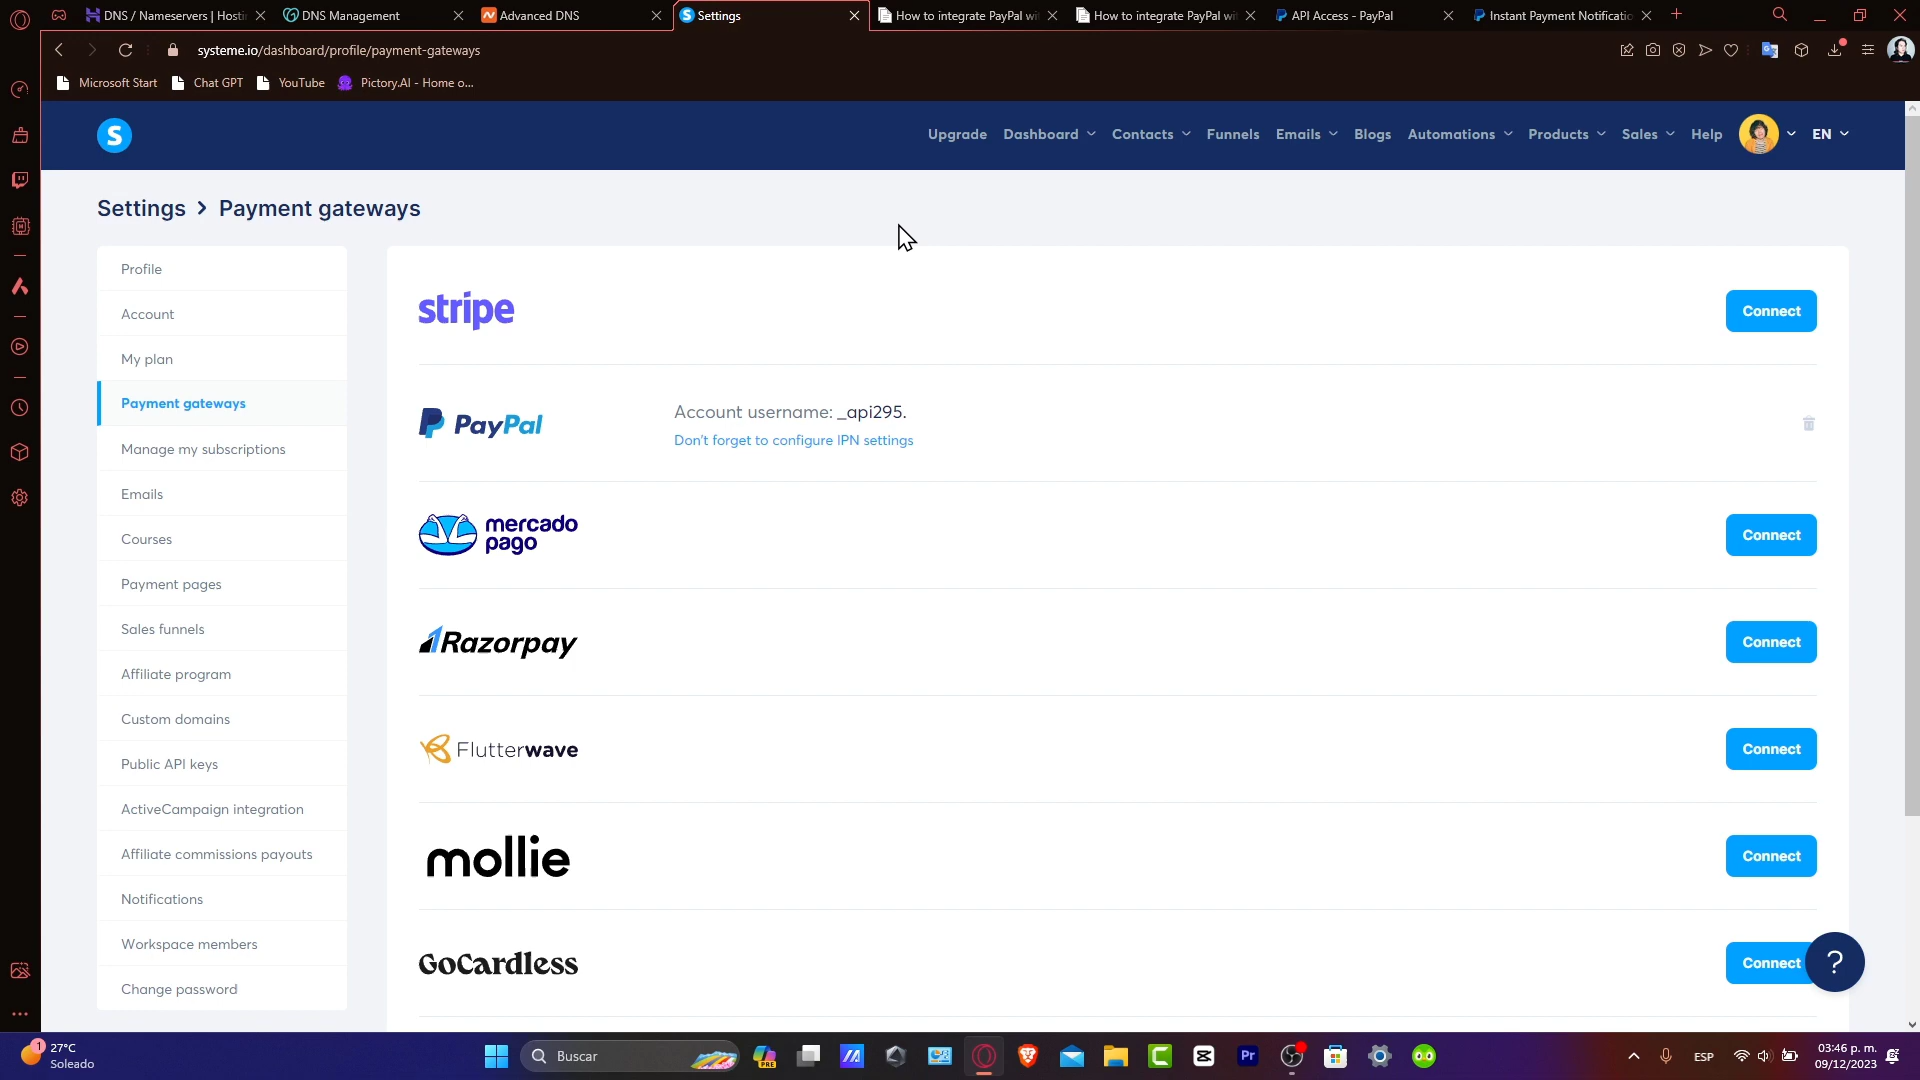 DNS / Nameservers | Hosti
DNS Management
Advanced DNS
Settings
How to integrate PayPal wi
How to integrate PayPal wi
API Access - PayPal
Instant Payment Notificatio
systeme.io/dashboard/profile/payment-gateways
Microsoft Start
Chat GPT
YouTube
Pictory.AI - Home o...
S
Upgrade
Dashboard
Contacts
Funnels
Emails
Blogs
Automations
Products
Sales
Help
EN
Settings > Payment gateways
Profile
Account
My plan
Payment gateways
Manage my subscriptions
Emails
Courses
Payment pages
Sales funnels
Affiliate program
Custom domains
Public API keys
ActiveCampaign integration
Affiliate commissions payouts
Notifications
Workspace members
Change password
stripe
Connect
PayPal
Account username: _api295.
Don't forget to configure IPN settings
mercado
pago
Connect
Razorpay
Connect
Flutterwave
Connect
mollie
Connect
GoCardless
Connect
?
1
27°C
Soleado
Buscar
PRE
Pr
ESP
03:46 p. m.
09/12/2023